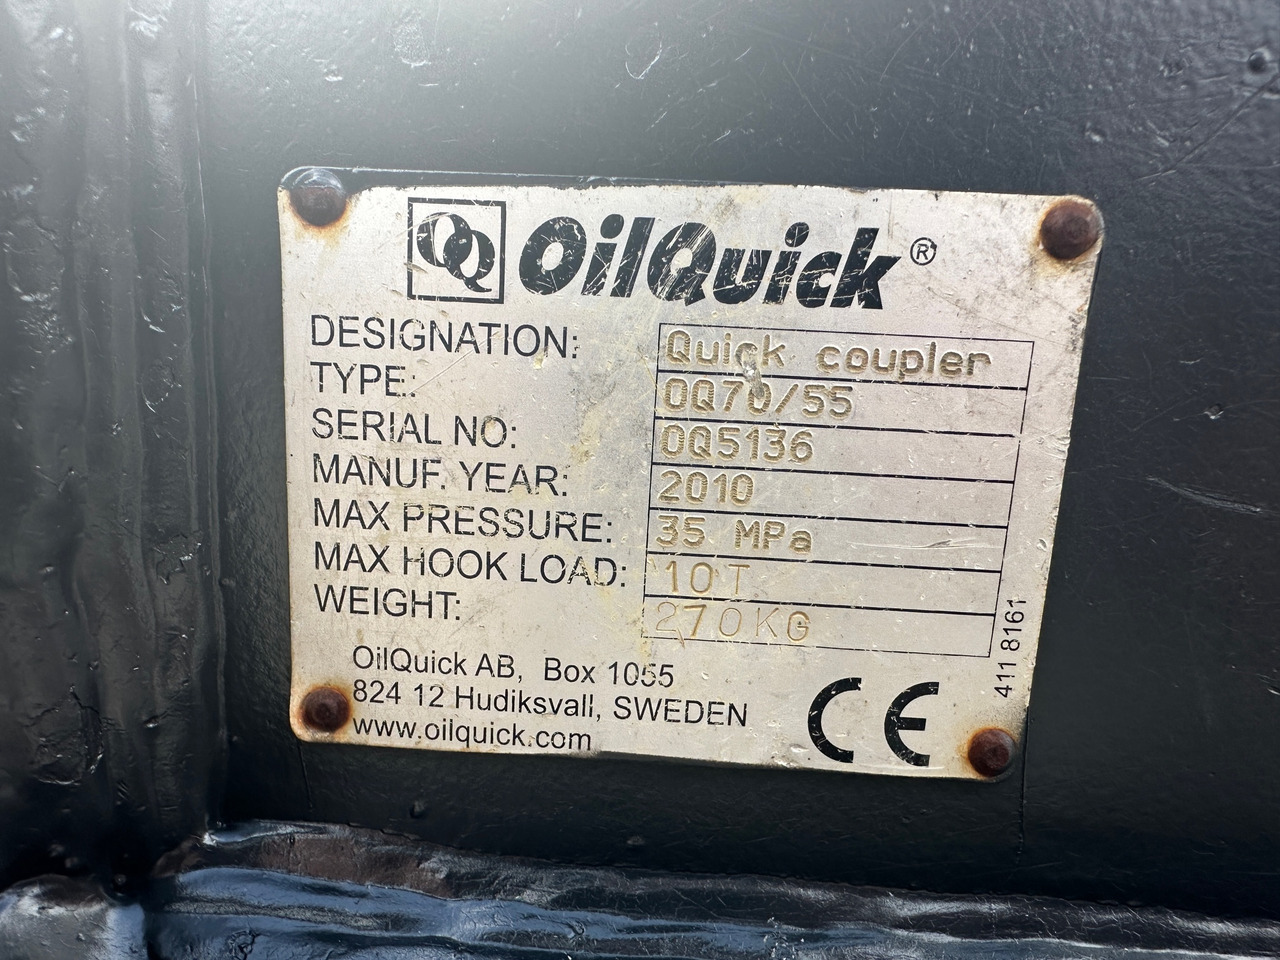 QQ OilQuick®
DESIGNATION: Quick coupler
TYPE: OQ70/55
SERIAL NO: OQ5136
MANUF. YEAR: 2010
MAX PRESSURE: 35 MPa
MAX HOOK LOAD: 10T
WEIGHT: 270KG
OilQuick AB, Box 1055
824 12 Hudiksvall, SWEDEN
www.oilquick.com
CE
411 8161